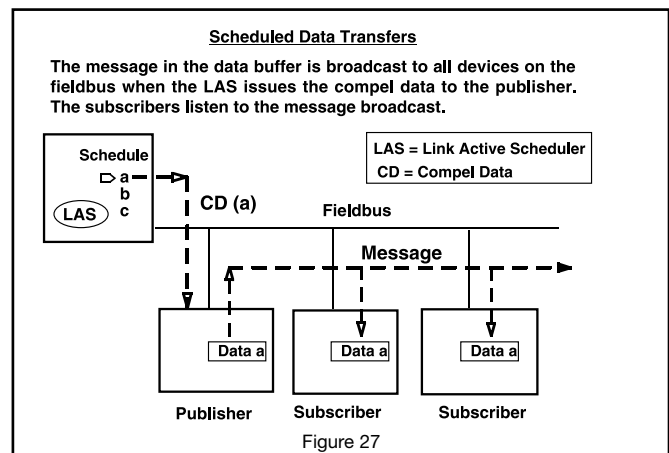 Scheduled Data Transfers
The message in the data buffer is broadcast to all devices on the
fieldbus when the LAS issues the compel data to the publisher.
The subscribers listen to the message broadcast.
LAS = Link Active Scheduler
CD = Compel Data
Schedule
a
b
c
LAS
CD (a)
Fieldbus
Message
Data a
Data a
Data a
Publisher
Subscriber
Subscriber
Figure 27